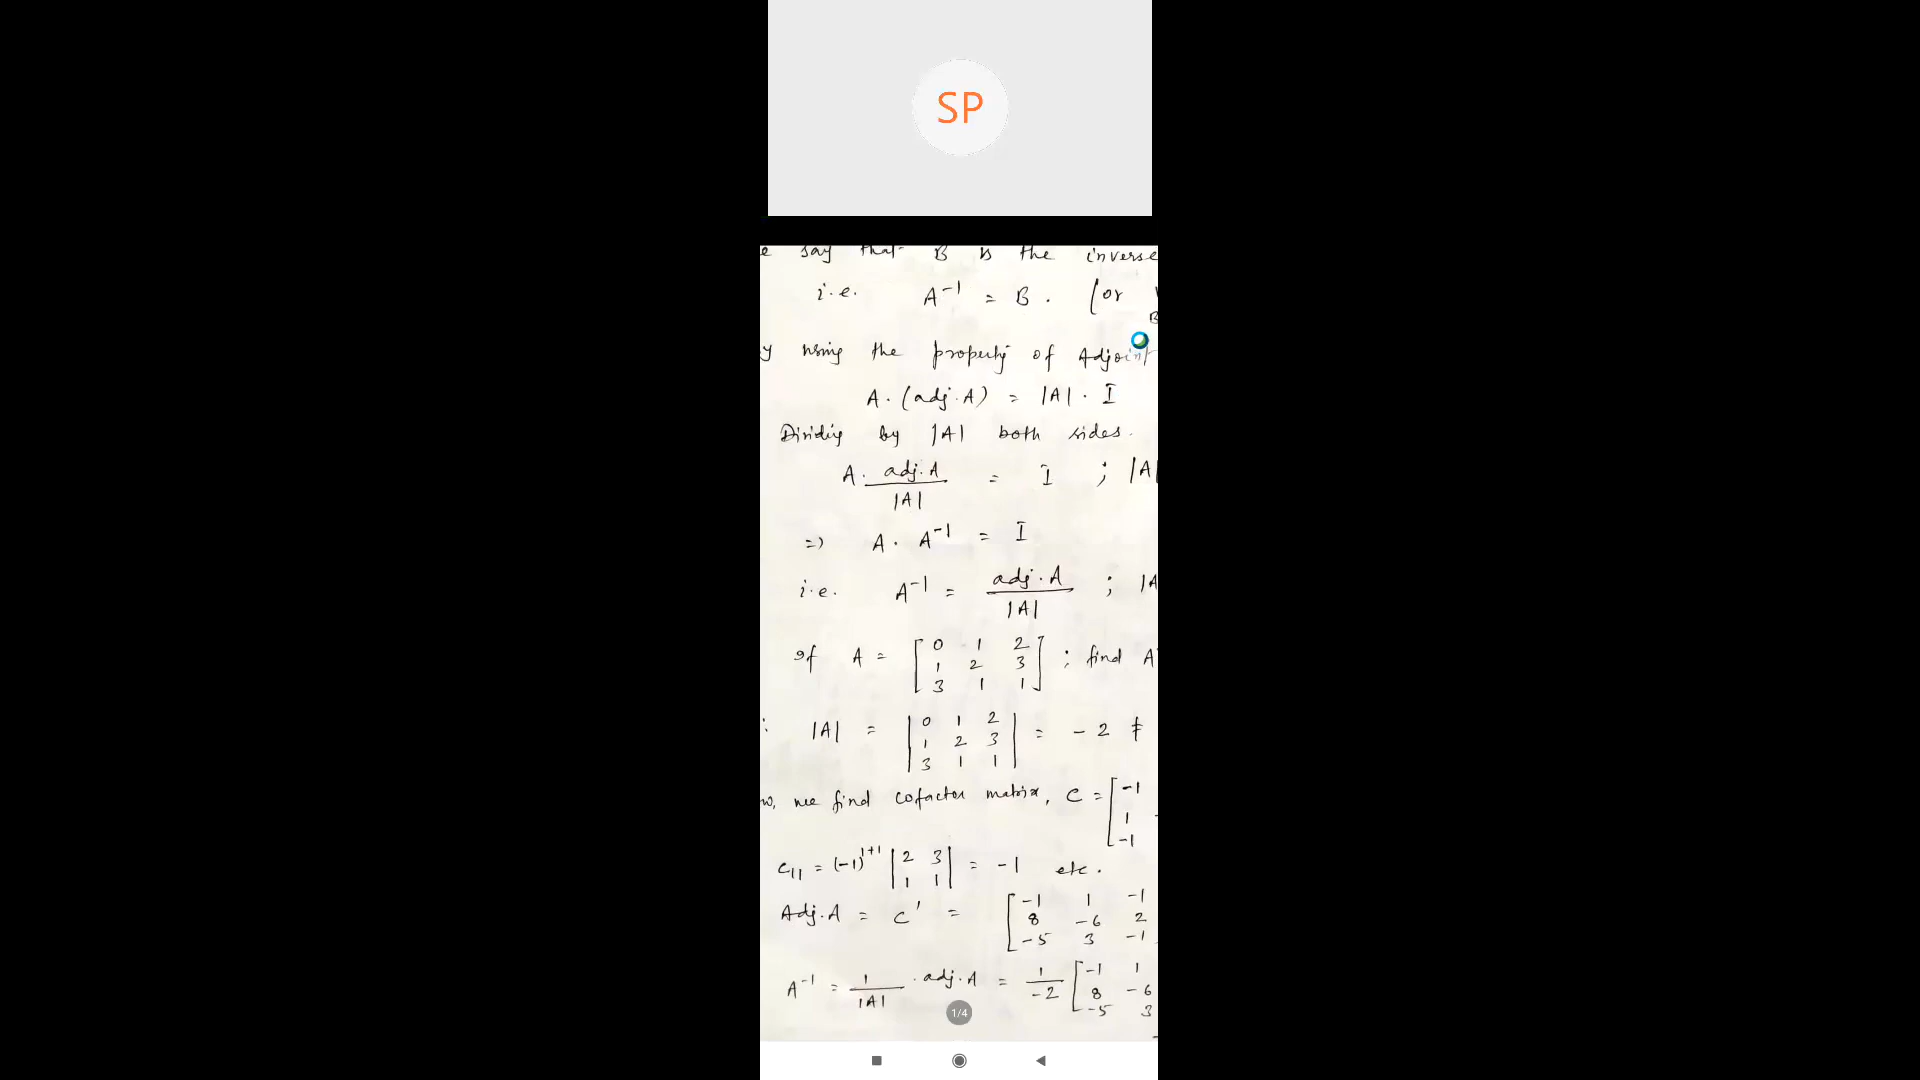 SP
e say that B is the inverse
i.e. A⁻¹ = B. (or
B
y using the property of Adjoint
A. (adj.A) = |A|. I
Dividig by |A| both sides.
A. adj.A / |A| = I ; |A|
=) A. A⁻¹ = I
i.e. A⁻¹ = adj.A / |A| ; |A
If A = [0 1 2
1 2 3
3 1 1] ; find A
: |A| = |0 1 2
1 2 3
3 1 1| = -2 ≠
w, we find cofactor matrix, C = [-1
1
-1
C₁₁ = (-1)¹⁺¹ |2 3
1 1| = -1 etc.
Adj.A = C' = [-1 1 -1
8 -6 2
-5 3 -1
A⁻¹ = 1/|A| . adj.A = 1/-2 [-1 1
8 -6
-5 3
1/4